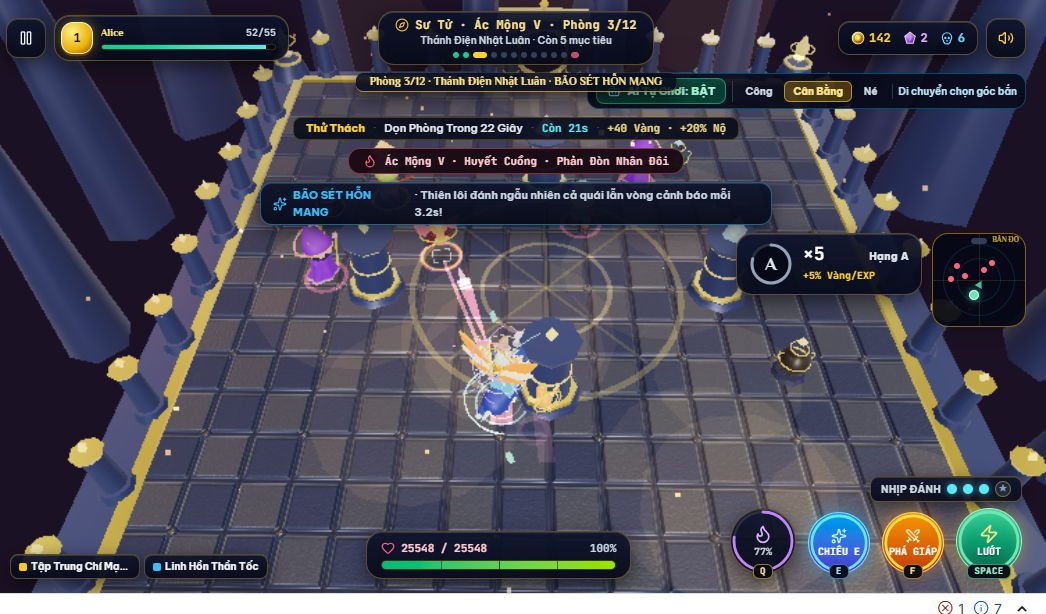 1
Alice
52/55
Sư Tử · Ác Mộng V · Phòng 3/12
Thánh Điện Nhật Luân · Còn 5 mục tiêu
142
2
6
Phòng 3/12 · Thánh Điện Nhật Luân · BÃO SÉT HỖN MANG
BẬT
Công
Cân Bằng
Né
Di chuyển chọn góc bắn
Thử Thách · Dọn Phòng Trong 22 Giây · Còn 21s · +40 Vàng · +20% Nộ
Ác Mộng V · Huyết Cuồng · Phản Đòn Nhân Đôi
BÃO SÉT HỖN MANG
· Thiên lôi đánh ngẫu nhiên cả quái lẫn vòng cảnh báo mỗi 3.2s!
A
×5
Hạng A
+5% Vàng/EXP
BẢN ĐỒ
NHỊP ĐÁNH
77%
Q
CHIÊU E
E
PHÁ GIÁP
F
LƯỚT
SPACE
25548 / 25548
100%
Tập Trung Chí Mạ...
Linh Hồn Thần Tốc
1
7